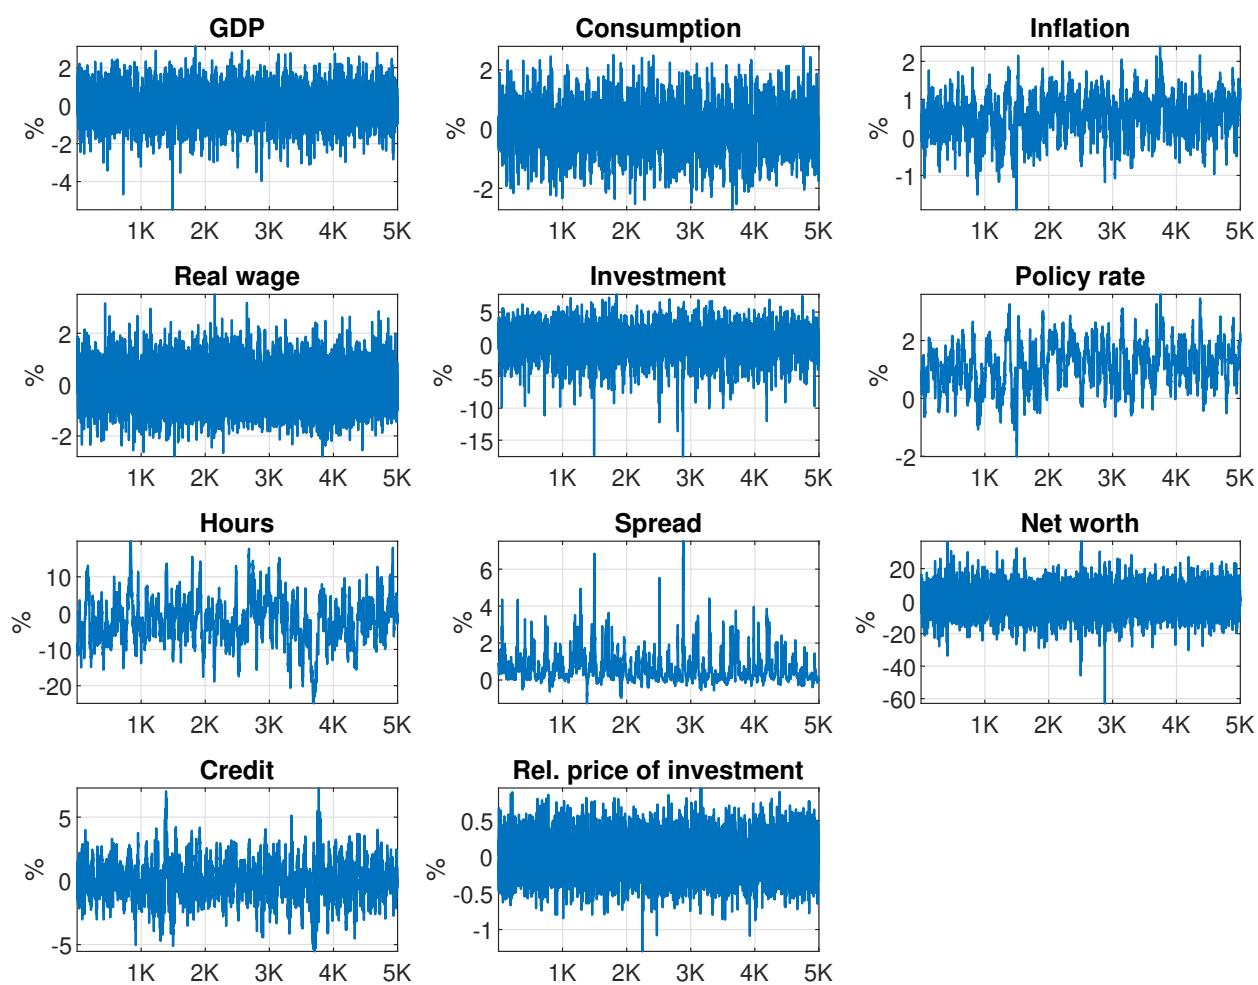 GDP
%
2
0
-2
-4
1K 2K 3K 4K 5K
Consumption
%
2
0
-2
1K 2K 3K 4K 5K
Inflation
%
2
1
0
-1
1K 2K 3K 4K 5K
Real wage
%
2
0
-2
1K 2K 3K 4K 5K
Investment
%
5
0
-5
-10
-15
1K 2K 3K 4K 5K
Policy rate
%
2
0
-2
1K 2K 3K 4K 5K
Hours
%
10
0
-10
-20
1K 2K 3K 4K 5K
Spread
%
6
4
2
0
1K 2K 3K 4K 5K
Net worth
%
20
0
-20
-40
-60
1K 2K 3K 4K 5K
Credit
%
5
0
-5
1K 2K 3K 4K 5K
Rel. price of investment
%
0.5
0
-0.5
-1
1K 2K 3K 4K 5K